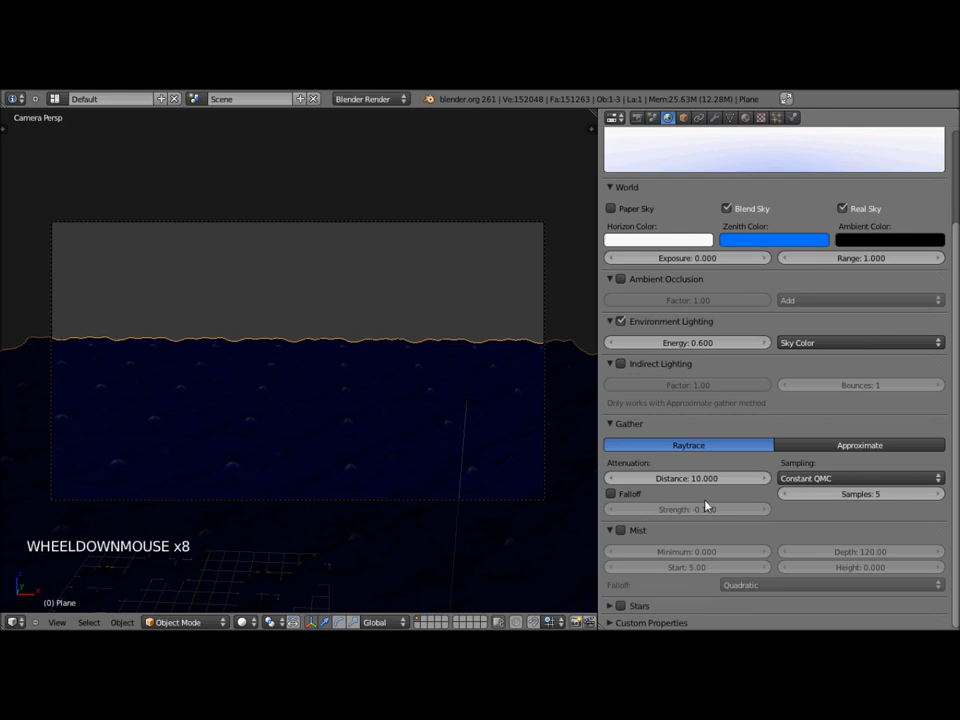 Default
Scene
Blender Render
blender.org 261 | Ve:152048 | Fa:151263 | Ob:1-3 | La:1 | Mem:25.63M (12.28M) | Plane
Camera Persp
World
Paper Sky
Blend Sky
Real Sky
Horizon Color:
Zenith Color:
Ambient Color:
Exposure: 0.000
Range: 1.000
Ambient Occlusion
Factor: 1.00
Add
Environment Lighting
Energy: 0.600
Sky Color
Indirect Lighting
Factor: 1.00
Bounces: 1
Only works with Approximate gather method
Gather
Raytrace
Approximate
Attenuation:
Sampling:
Distance: 10.000
Constant QMC
Falloff
Samples: 5
Strength:
Mist
Minimum: 0.000
Depth: 120.00
Start: 5.00
Height: 0.000
Falloff:
Quadratic
Stars
Custom Properties
WHEELDOWNMOUSE x8
(0) Plane
View
Select
Object
Object Mode
Global